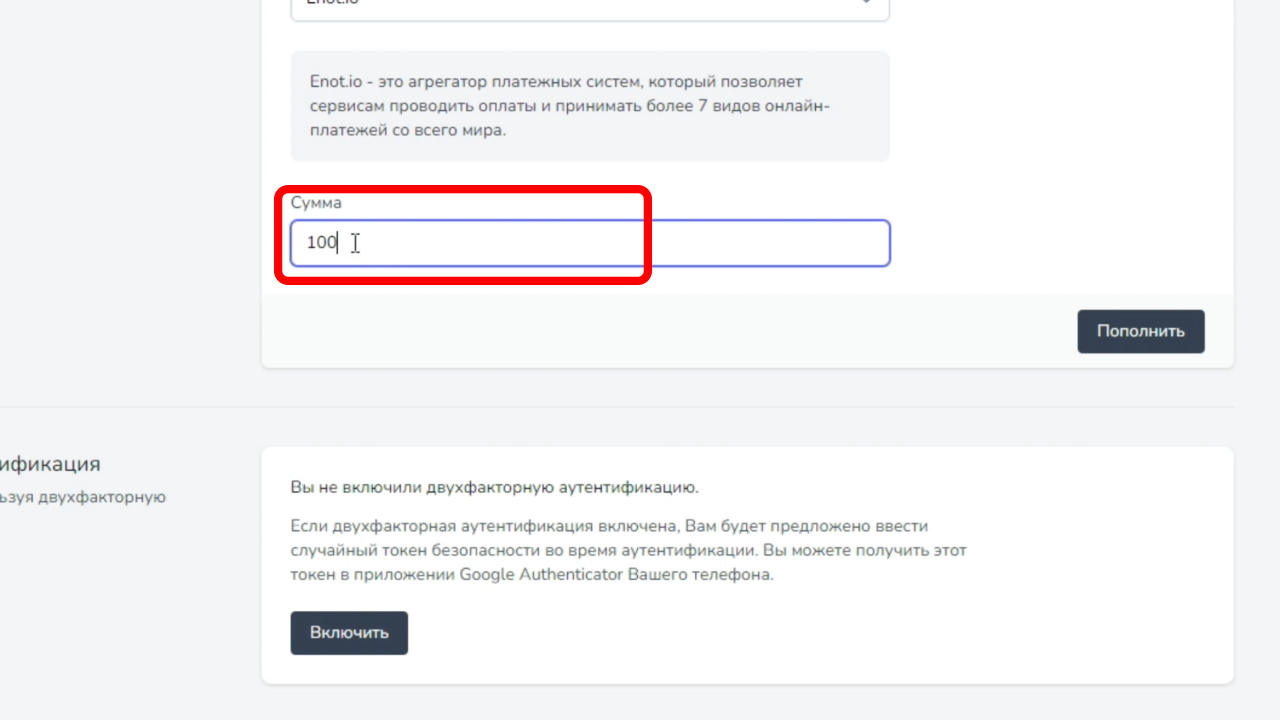 Enot.io
Enot.io - это агрегатор платежных систем, который позволяет
сервисам проводить оплаты и принимать более 7 видов онлайн-
платежей со всего мира.
Сумма
100
Пополнить
ификация
ьзуя двухфакторную
Вы не включили двухфакторную аутентификацию.
Если двухфакторная аутентификация включена, Вам будет предложено ввести
случайный токен безопасности во время аутентификации. Вы можете получить этот
токен в приложении Google Authenticator Вашего телефона.
Включить